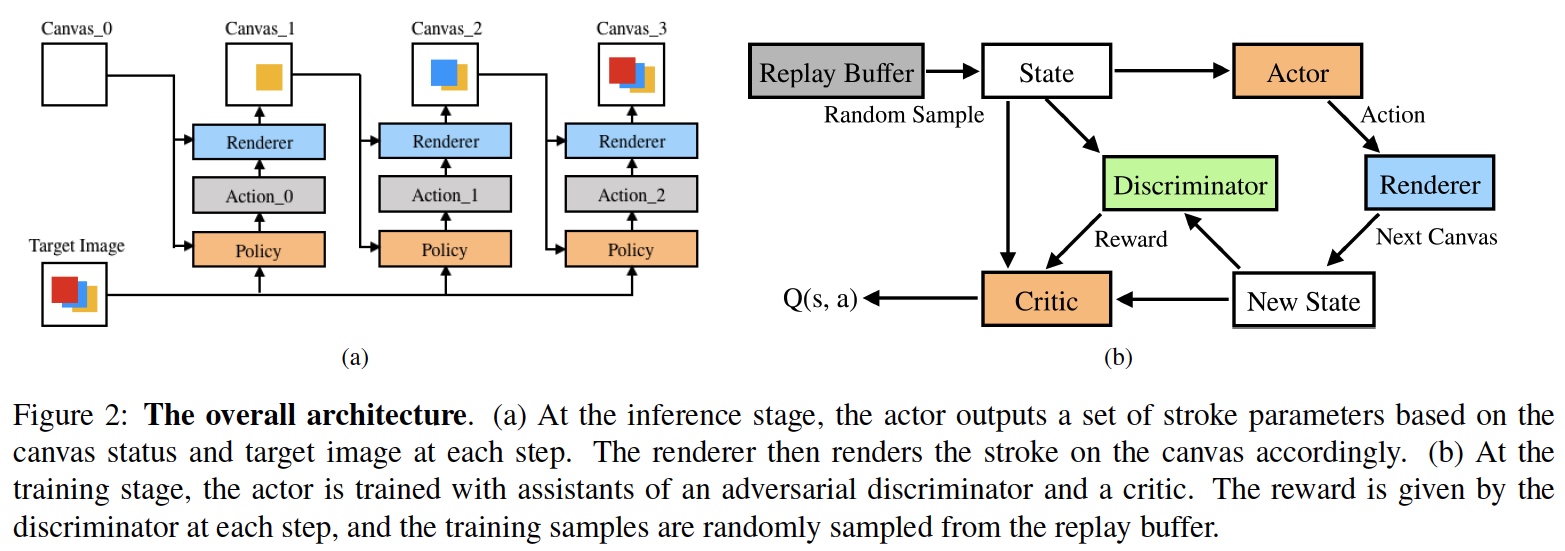 Canvas_0
Canvas_1
Canvas_2
Canvas_3
Renderer
Renderer
Renderer
Action_0
Action_1
Action_2
Target Image
Policy
Policy
Policy
(a)
Replay Buffer
State
Actor
Random Sample
Action
Discriminator
Renderer
Reward
Next Canvas
Q(s, a)
Critic
New State
(b)
Figure 2: The overall architecture. (a) At the inference stage, the actor outputs a set of stroke parameters based on the
canvas status and target image at each step. The renderer then renders the stroke on the canvas accordingly. (b) At the
training stage, the actor is trained with assistants of an adversarial discriminator and a critic. The reward is given by the
discriminator at each step, and the training samples are randomly sampled from the replay buffer.